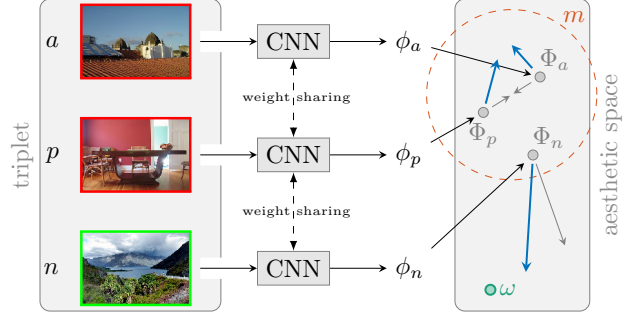 triplet
a
CNN
ϕₐ
weight sharing
p
CNN
ϕₚ
weight sharing
n
CNN
ϕₙ
m
Φₐ
Φₚ
Φₙ
ω
aesthetic space